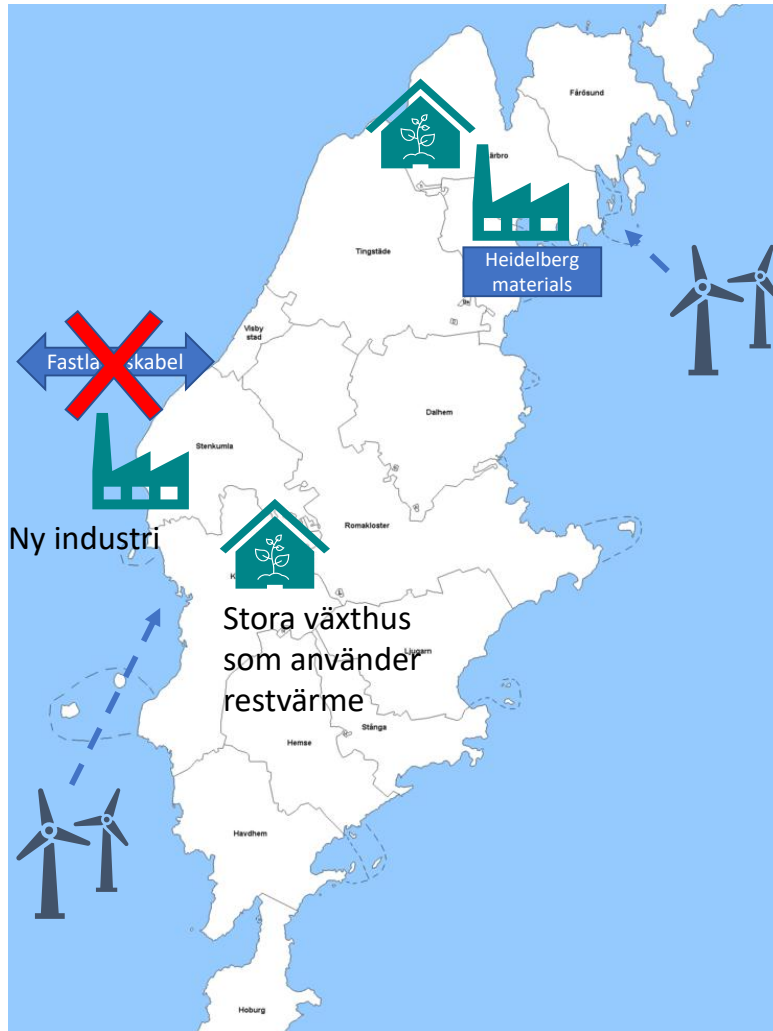 Fårösund
ärbro
Tingstäde
Heidelberg
materials
Visby
stad
Fastla skabel
Dalhem
Stenkumla
Ny industri
Romakloster
K
Stora växthus
som använder
restvärme
Ljugarn
Stånga
Hemse
Havdhem
Hoburg